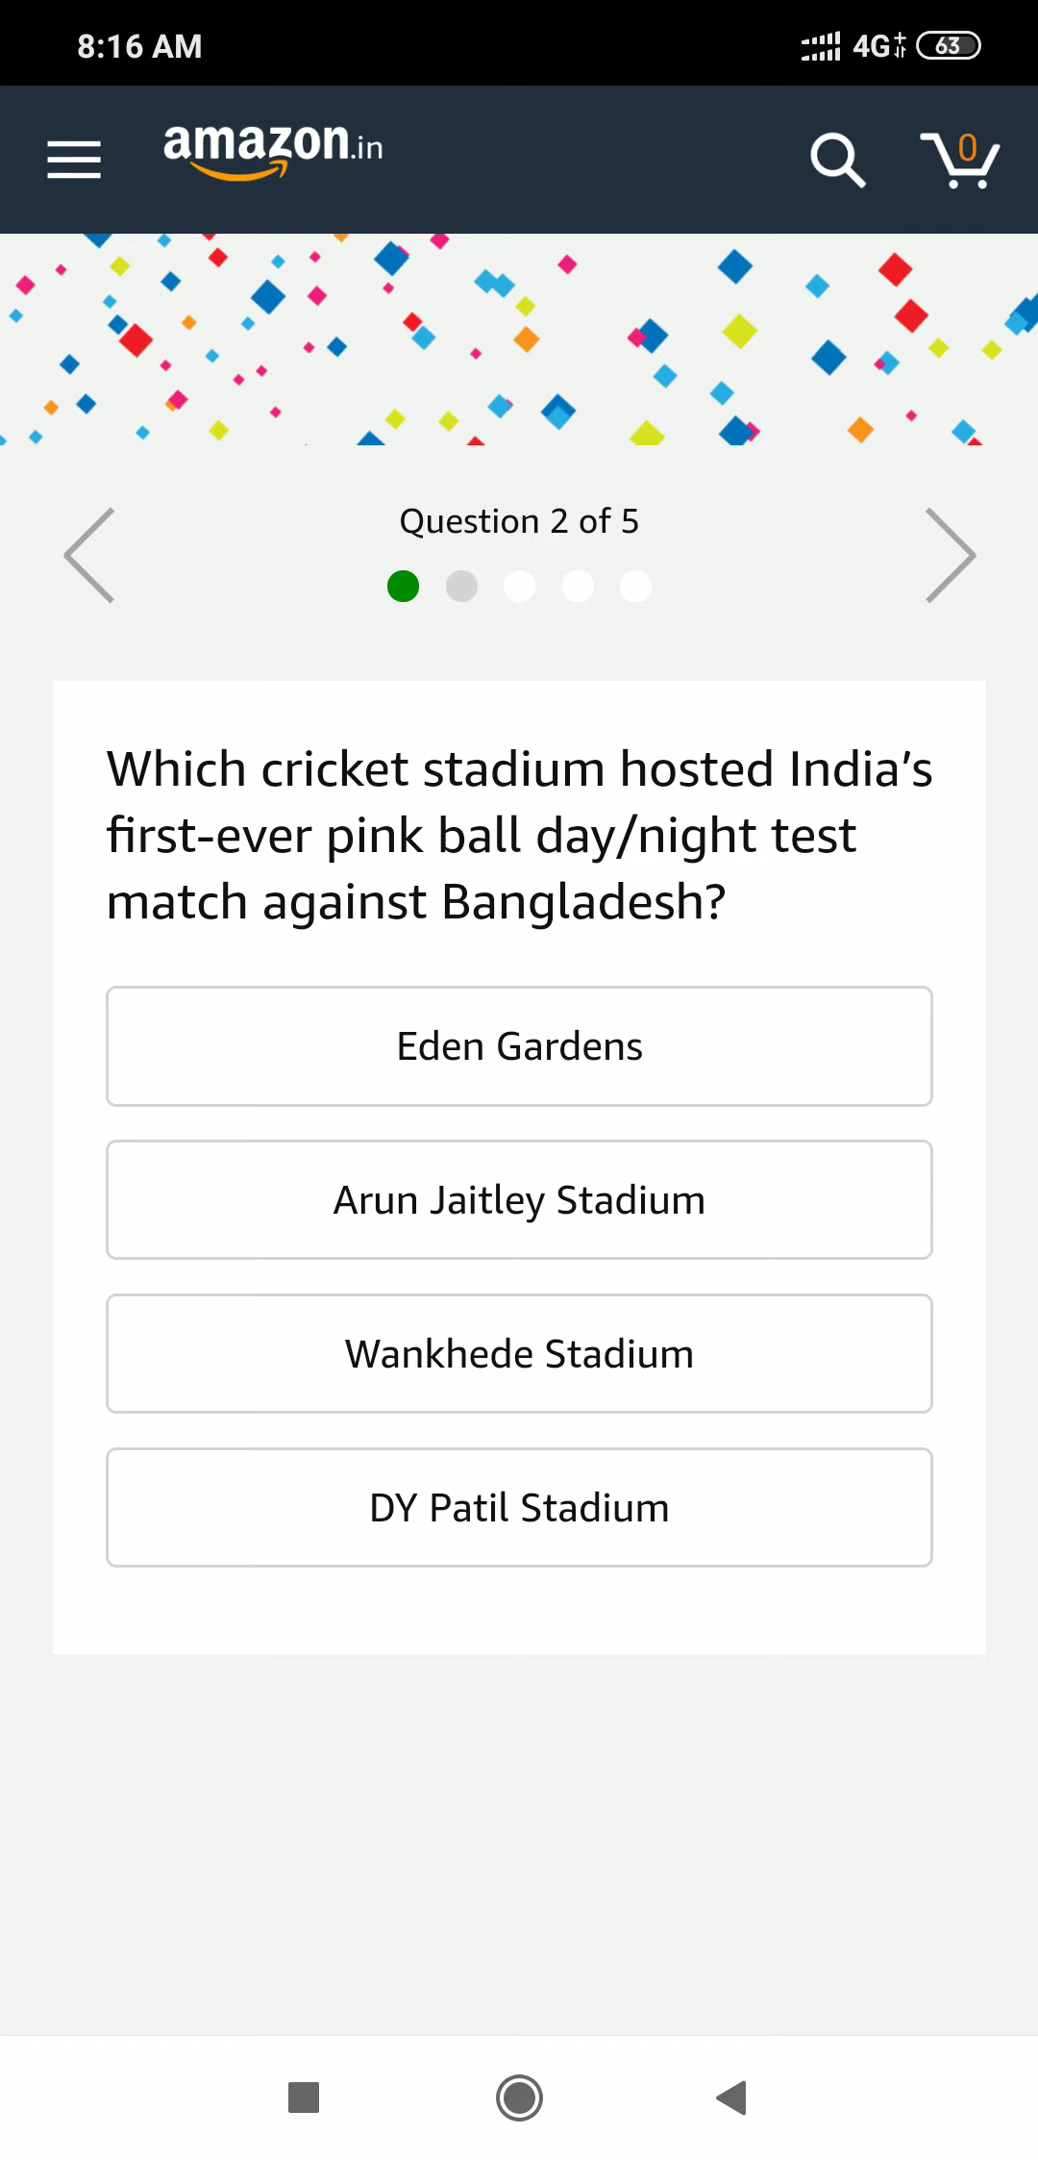 8:16 AM 4G+ 63
amazon.in 0
Question 2 of 5
Which cricket stadium hosted India’s
first-ever pink ball day/night test
match against Bangladesh?
Eden Gardens
Arun Jaitley Stadium
Wankhede Stadium
DY Patil Stadium